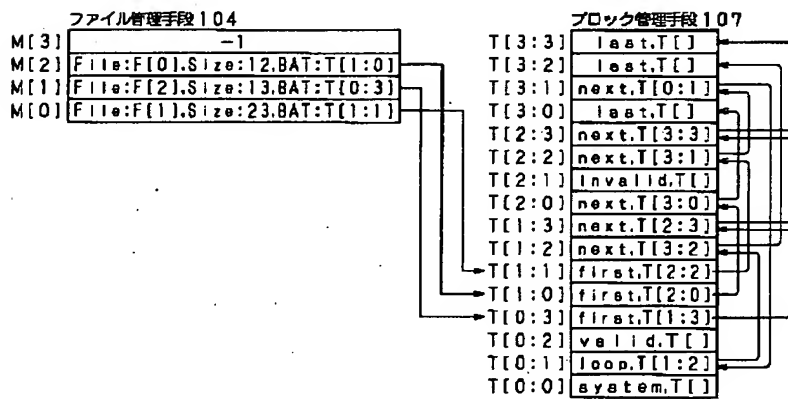 ファイル管理手段104
M[3] -1
M[2] File:F[0].Size:12.BAT:T[1:0]
M[1] File:F[2].Size:13.BAT:T[0:3]
M[0] File:F[1].Size:23.BAT:T[1:1]
ブロック管理手段107
T[3:3] last.T[]
T[3:2] last.T[]
T[3:1] next.T[0:1]
T[3:0] last.T[]
T[2:3] next.T[3:3]
T[2:2] next.T[3:1]
T[2:1] invalid.T[]
T[2:0] next.T[3:0]
T[1:3] next.T[2:3]
T[1:2] next.T[3:2]
T[1:1] first.T[2:2]
T[1:0] first.T[2:0]
T[0:3] first.T[1:3]
T[0:2] valid.T[]
T[0:1] loop.T[1:2]
T[0:0] system.T[]